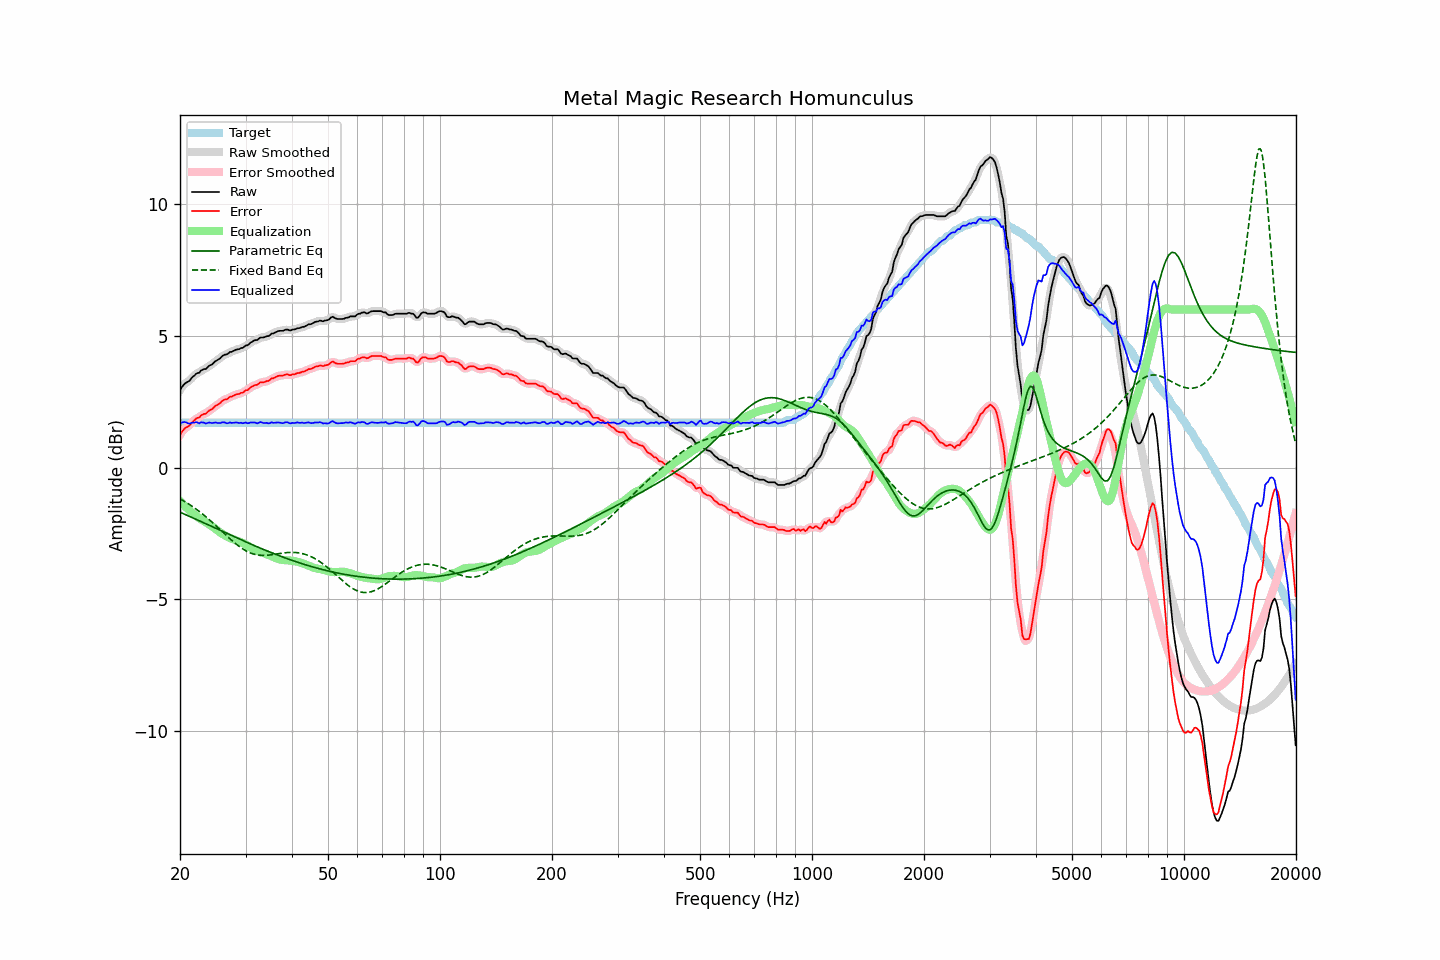 Metal Magic Research Homunculus
Target
Raw Smoothed
Error Smoothed
Raw
Error
Equalization
Parametric Eq
Fixed Band Eq
Equalized
Amplitude (dBr)
10
5
0
−5
−10
20
50
100
200
500
1000
2000
5000
10000
20000
Frequency (Hz)